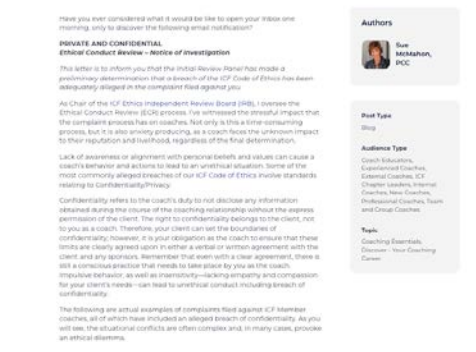 Have you ever considered what it would be like to open your inbox one
morning, only to discover the following email notification?
PRIVATE AND CONFIDENTIAL
Ethical Conduct Review – Notice of Investigation
This letter is to inform you that the Initial Review Panel has made a
preliminary determination that a breach of the ICF Code of Ethics has been
adequately alleged in the complaint filed against you.
As Chair of the ICF Ethics Independent Review Board (IRB), I oversee the
Ethical Conduct Review (ECR) process. I've witnessed the stressful impact that
the complaint process has on coaches. Not only is this a time-consuming
process, but it is also anxiety producing, as a coach faces the unknown impact
to their reputation and livelihood, regardless of the final determination.
Lack of awareness or alignment with personal beliefs and values can cause a
coach's behavior and actions to lead to an unethical situation. Some of the
most commonly alleged breaches of our ICF Code of Ethics involve standards
relating to Confidentiality/Privacy.
Confidentiality refers to the coach's duty to not disclose any information
obtained during the course of the coaching relationship without the express
permission of the client. The right to confidentiality belongs to the client, not
to you as a coach. Therefore, your client can set the boundaries of
confidentiality; however, it is your obligation as the coach to ensure that these
limits are clearly agreed upon in either a verbal or written agreement with the
client and any sponsors. Remember that even with a clear agreement, there is
still a conscious practice that needs to take place by you as the coach.
Impulsive behavior, as well as insensitivity—lacking empathy and compassion
for your client's needs—can lead to unethical conduct including breach of
confidentiality.
The following are actual examples of complaints filed against ICF Member
coaches, all of which have included an alleged breach of confidentiality. As you
will see, the situational conflicts are often complex and, in many cases, provoke
an ethical dilemma.
Authors
Sue
McMahon,
PCC
Post Type
Blog
Audience Type
Coach Educators,
Experienced Coaches,
External Coaches, ICF
Chapter Leaders, Internal
Coaches, New Coaches,
Professional Coaches, Team
and Group Coaches
Topic
Coaching Essentials,
Discover - Your Coaching
Career